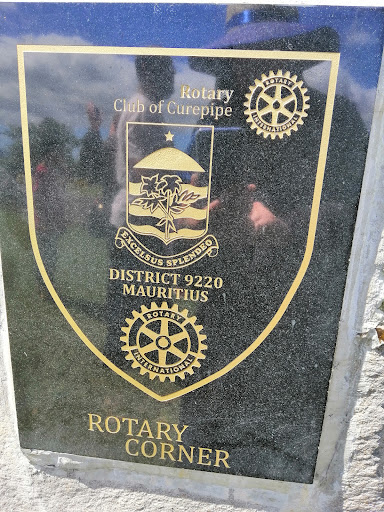 Rotary
Club of Curepipe
ROTARY
INTERNATIONAL
EXCELSUS SPLENDEO
DISTRICT 9220
MAURITIUS
ROTARY
INTERNATIONAL
ROTARY
CORNER